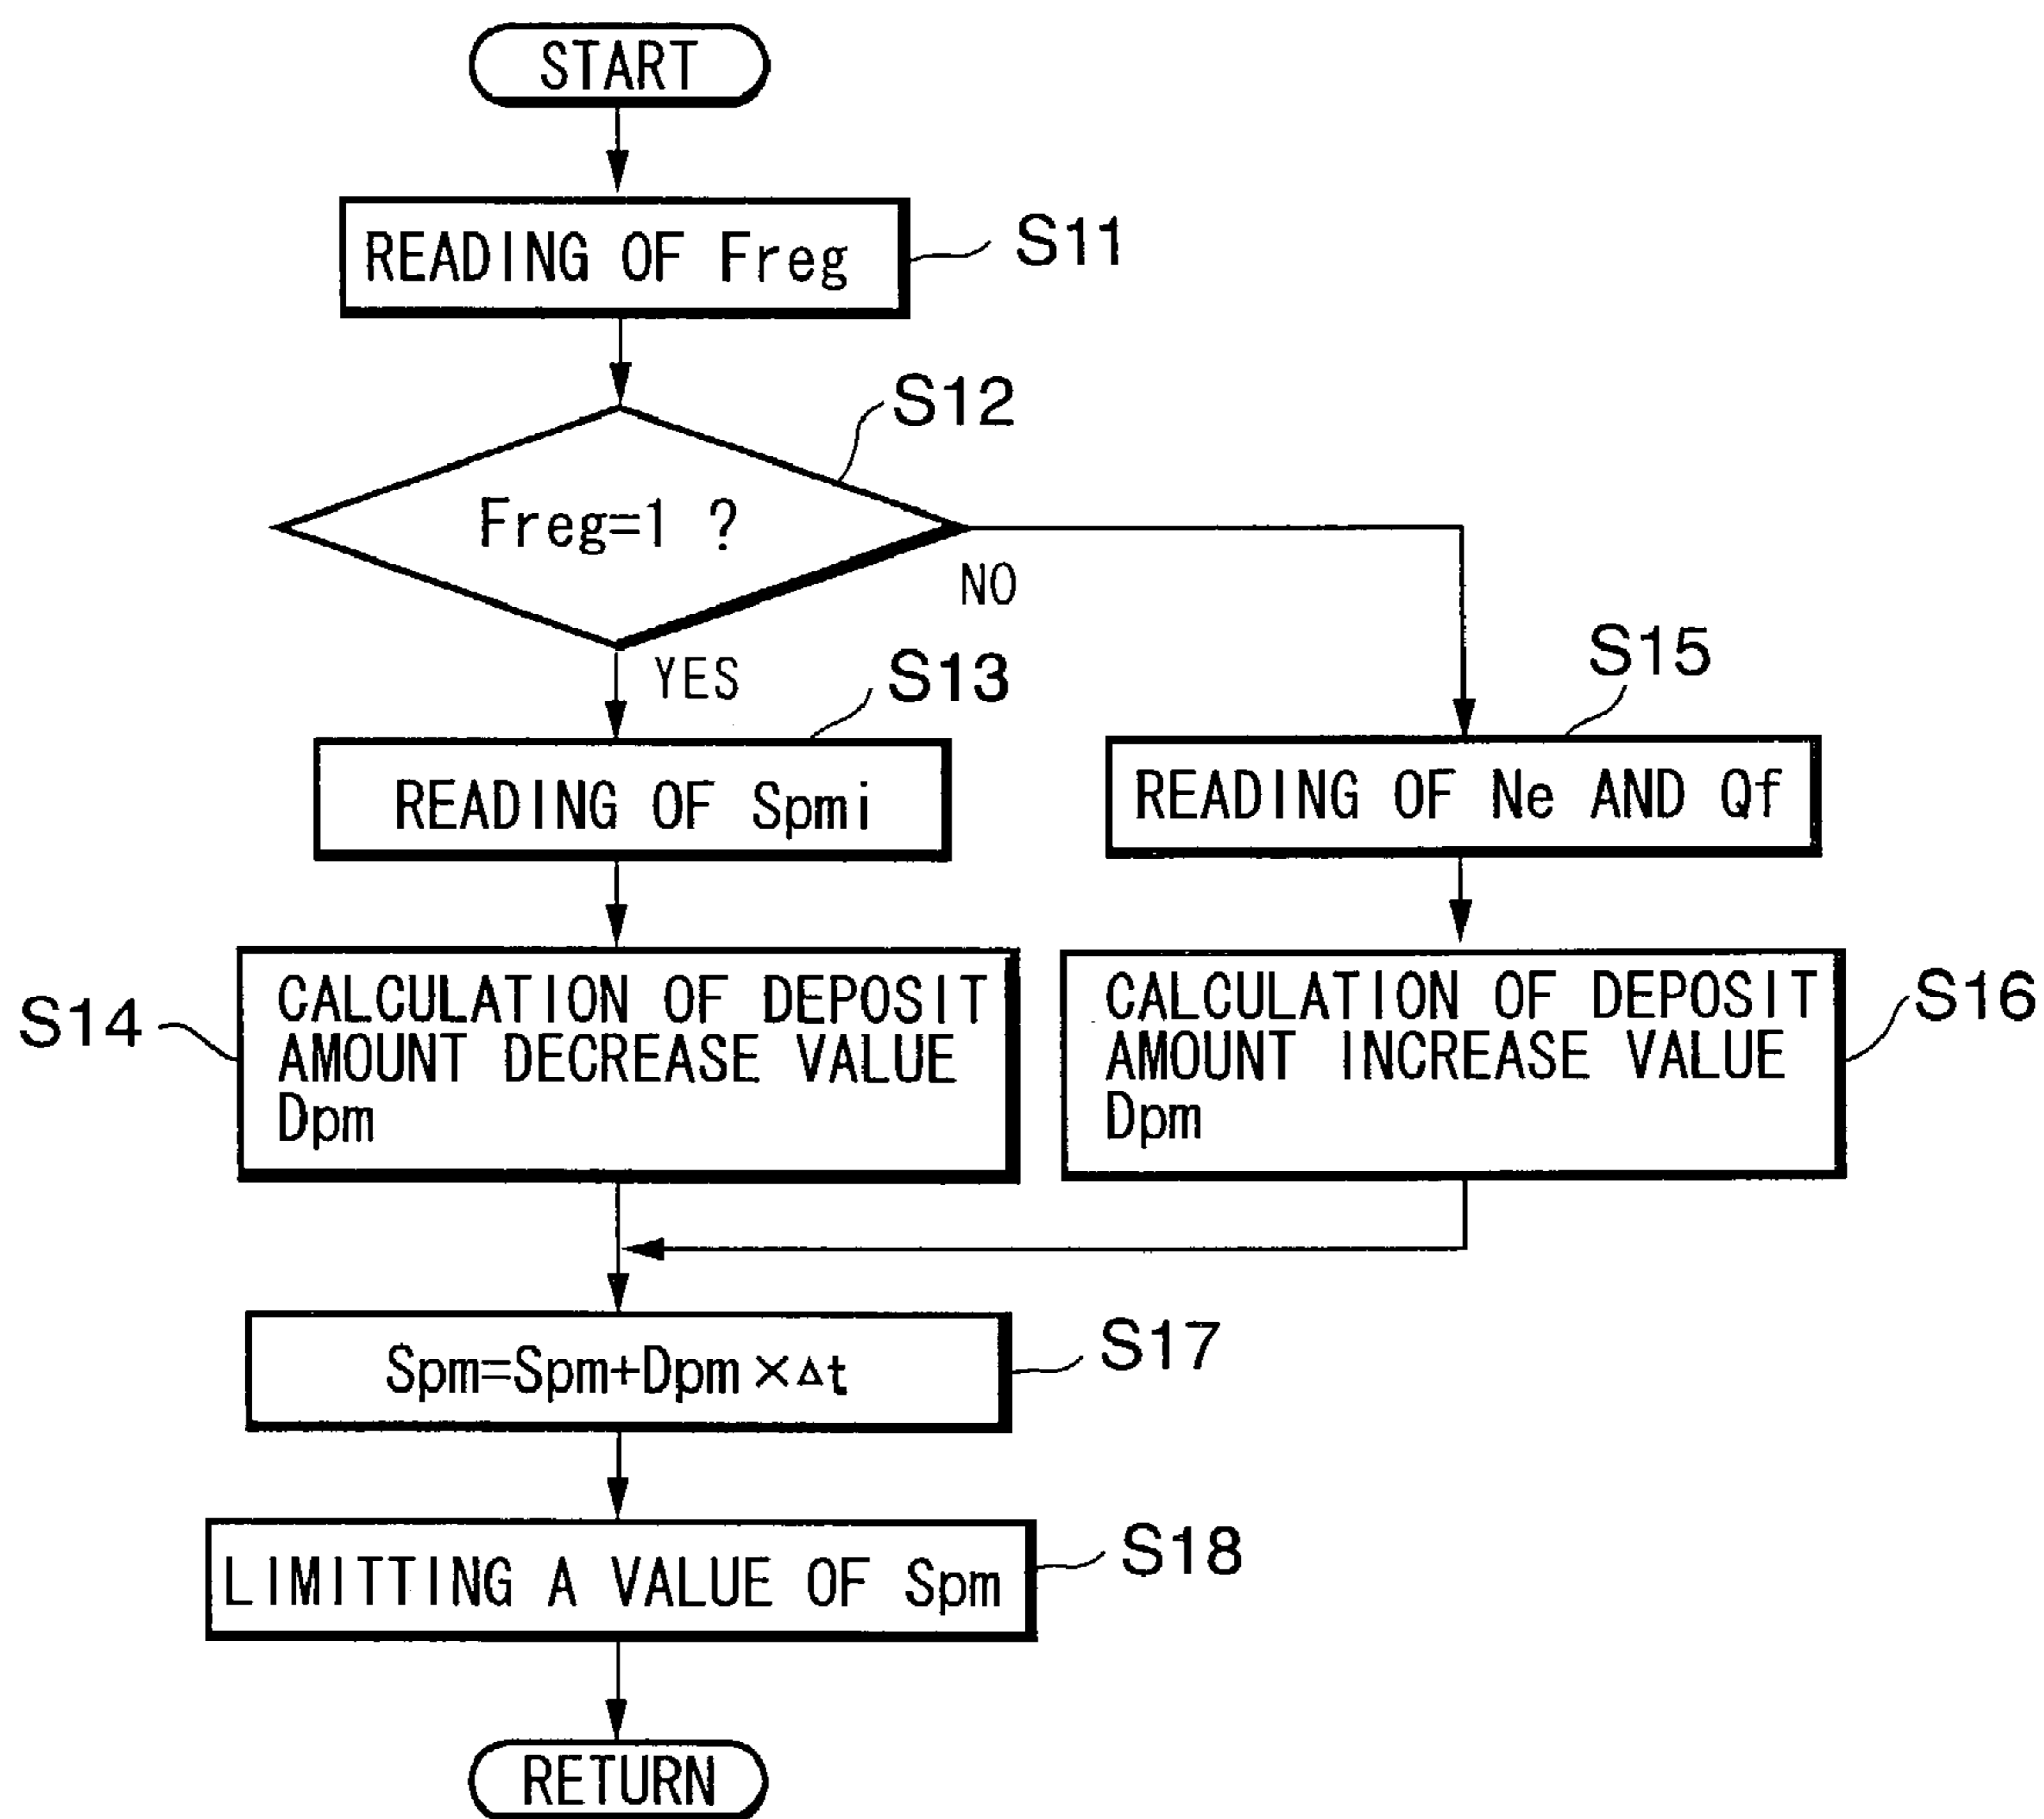 START
READING OF Freg
S11
S12
Freg=1 ?
NO
YES
S13
S15
READING OF Spmi
READING OF Ne AND Qf
S14
CALCULATION OF DEPOSIT
AMOUNT DECREASE VALUE
Dpm
CALCULATION OF DEPOSIT
AMOUNT INCREASE VALUE
Dpm
S16
Spm=Spm+Dpm×Δt
S17
LIMITTING A VALUE OF Spm
S18
RETURN